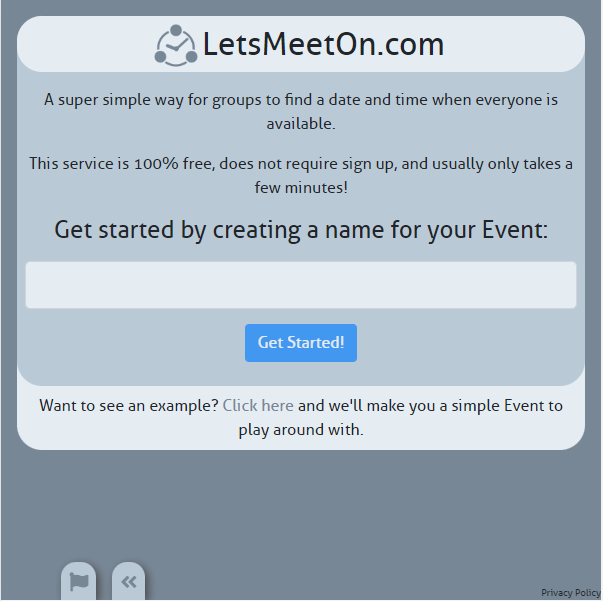 LetsMeetOn.com
A super simple way for groups to find a date and time when everyone is
available.
This service is 100% free, does not require sign up, and usually only takes a
few minutes!
Get started by creating a name for your Event:
Get Started!
Want to see an example? Click here and we'll make you a simple Event to
play around with.
Privacy Policy